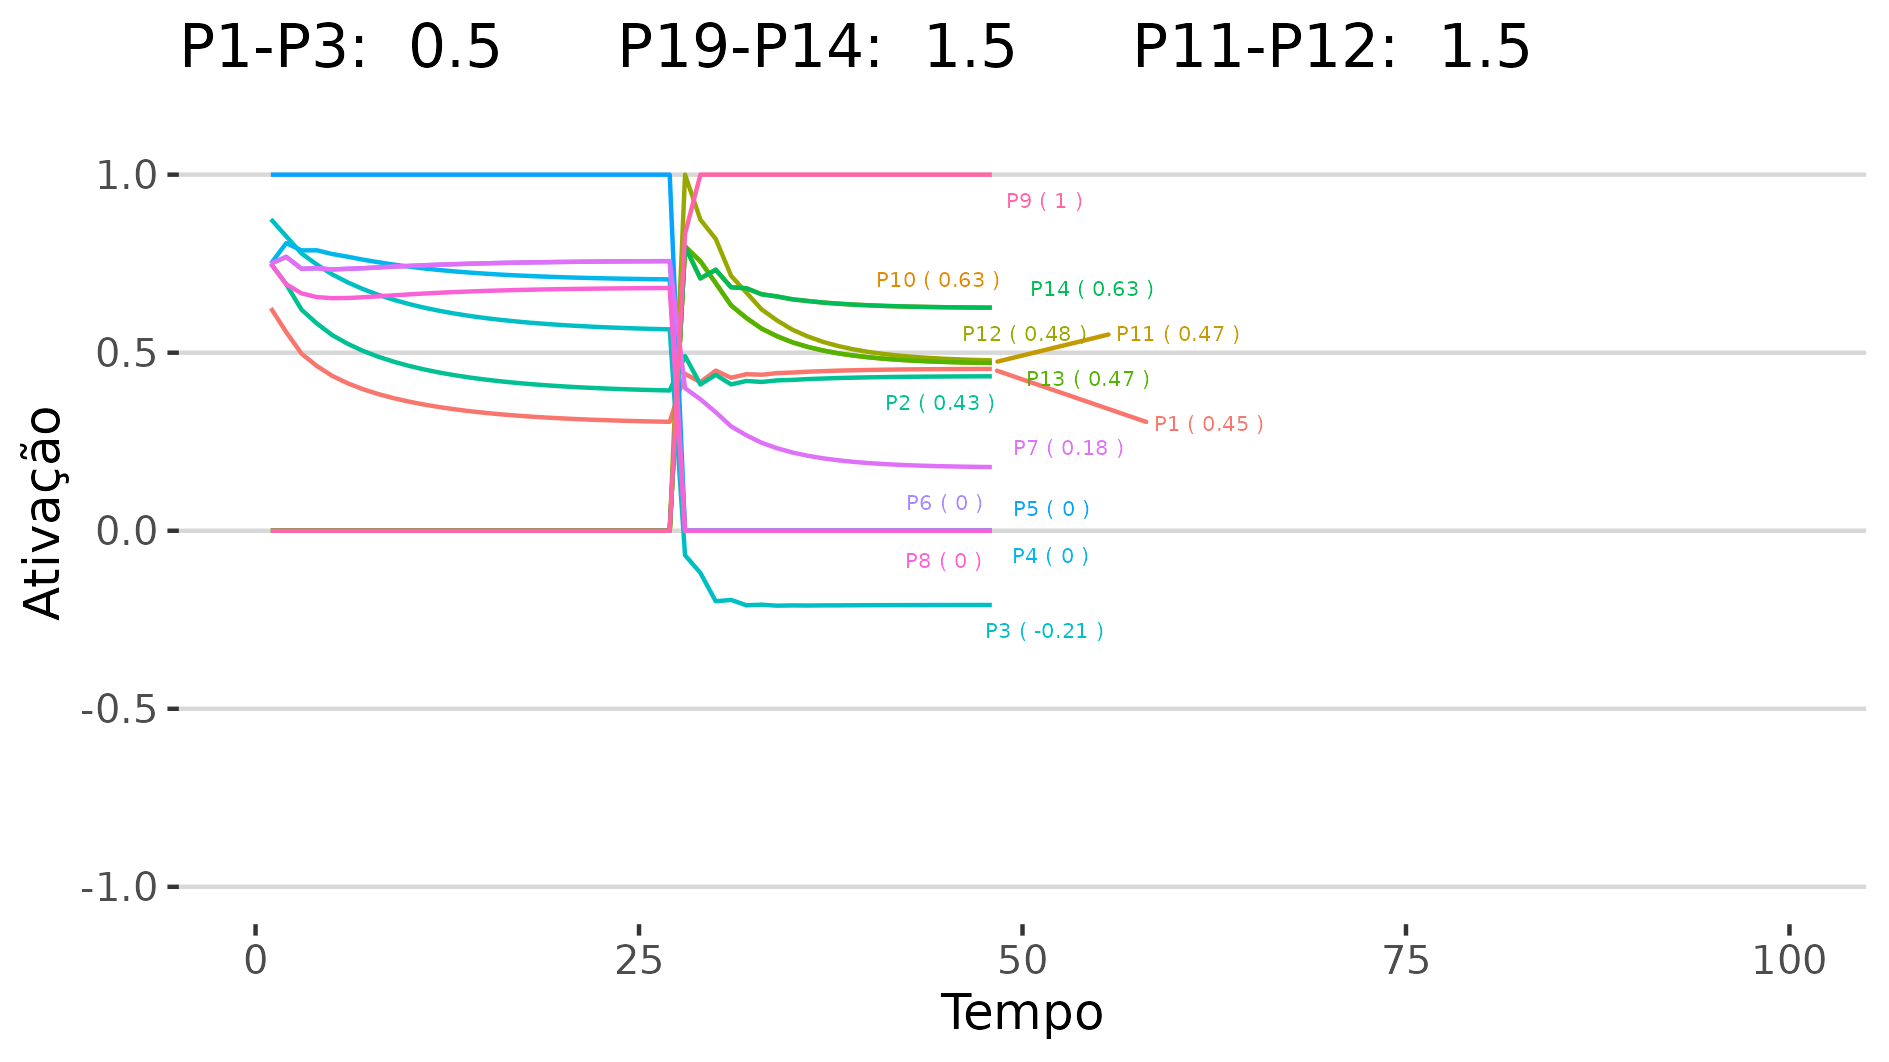 P1-P3:  0.5    P19-P14:  1.5    P11-P12:  1.5
1.0
P9 ( 1 )
P10 ( 0.63 )
P14 ( 0.63 )
P12 ( 0.48 )
P11 ( 0.47 )
0.5
P13 ( 0.47 )
P2 ( 0.43 )
P1 ( 0.45 )
P7 ( 0.18 )
P6 ( 0 )
P5 ( 0 )
0.0
P4 ( 0 )
P8 ( 0 )
P3 ( -0.21 )
-0.5
-1.0
Ativação
0 25 50 75 100
Tempo